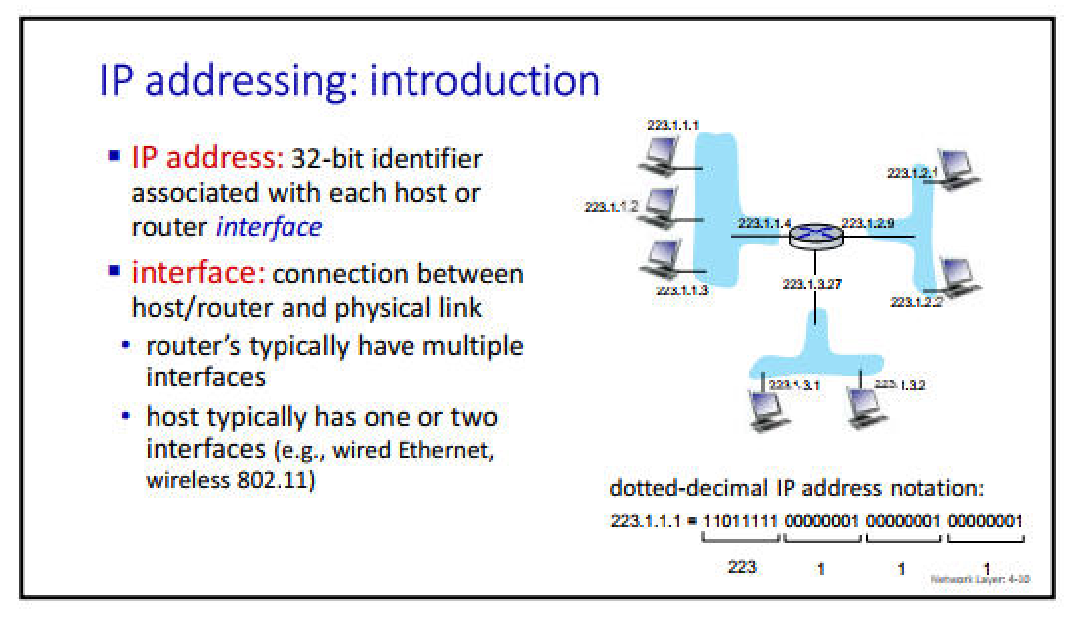 IP addressing: introduction
▪ IP address: 32-bit identifier
associated with each host or
router interface
▪ interface: connection between
host/router and physical link
• router's typically have multiple
interfaces
• host typically has one or two
interfaces (e.g., wired Ethernet,
wireless 802.11)
223.1.1.1
223.1.1.2
223.1.1.3
223.1.1.4
223.1.2.9
223.1.2.1
223.1.2.2
223.1.3.27
223.1.3.1
223.1.3.2
dotted-decimal IP address notation:
223.1.1.1 = 11011111 00000001 00000001 00000001
223 1 1 1
Network Layer: 4-30